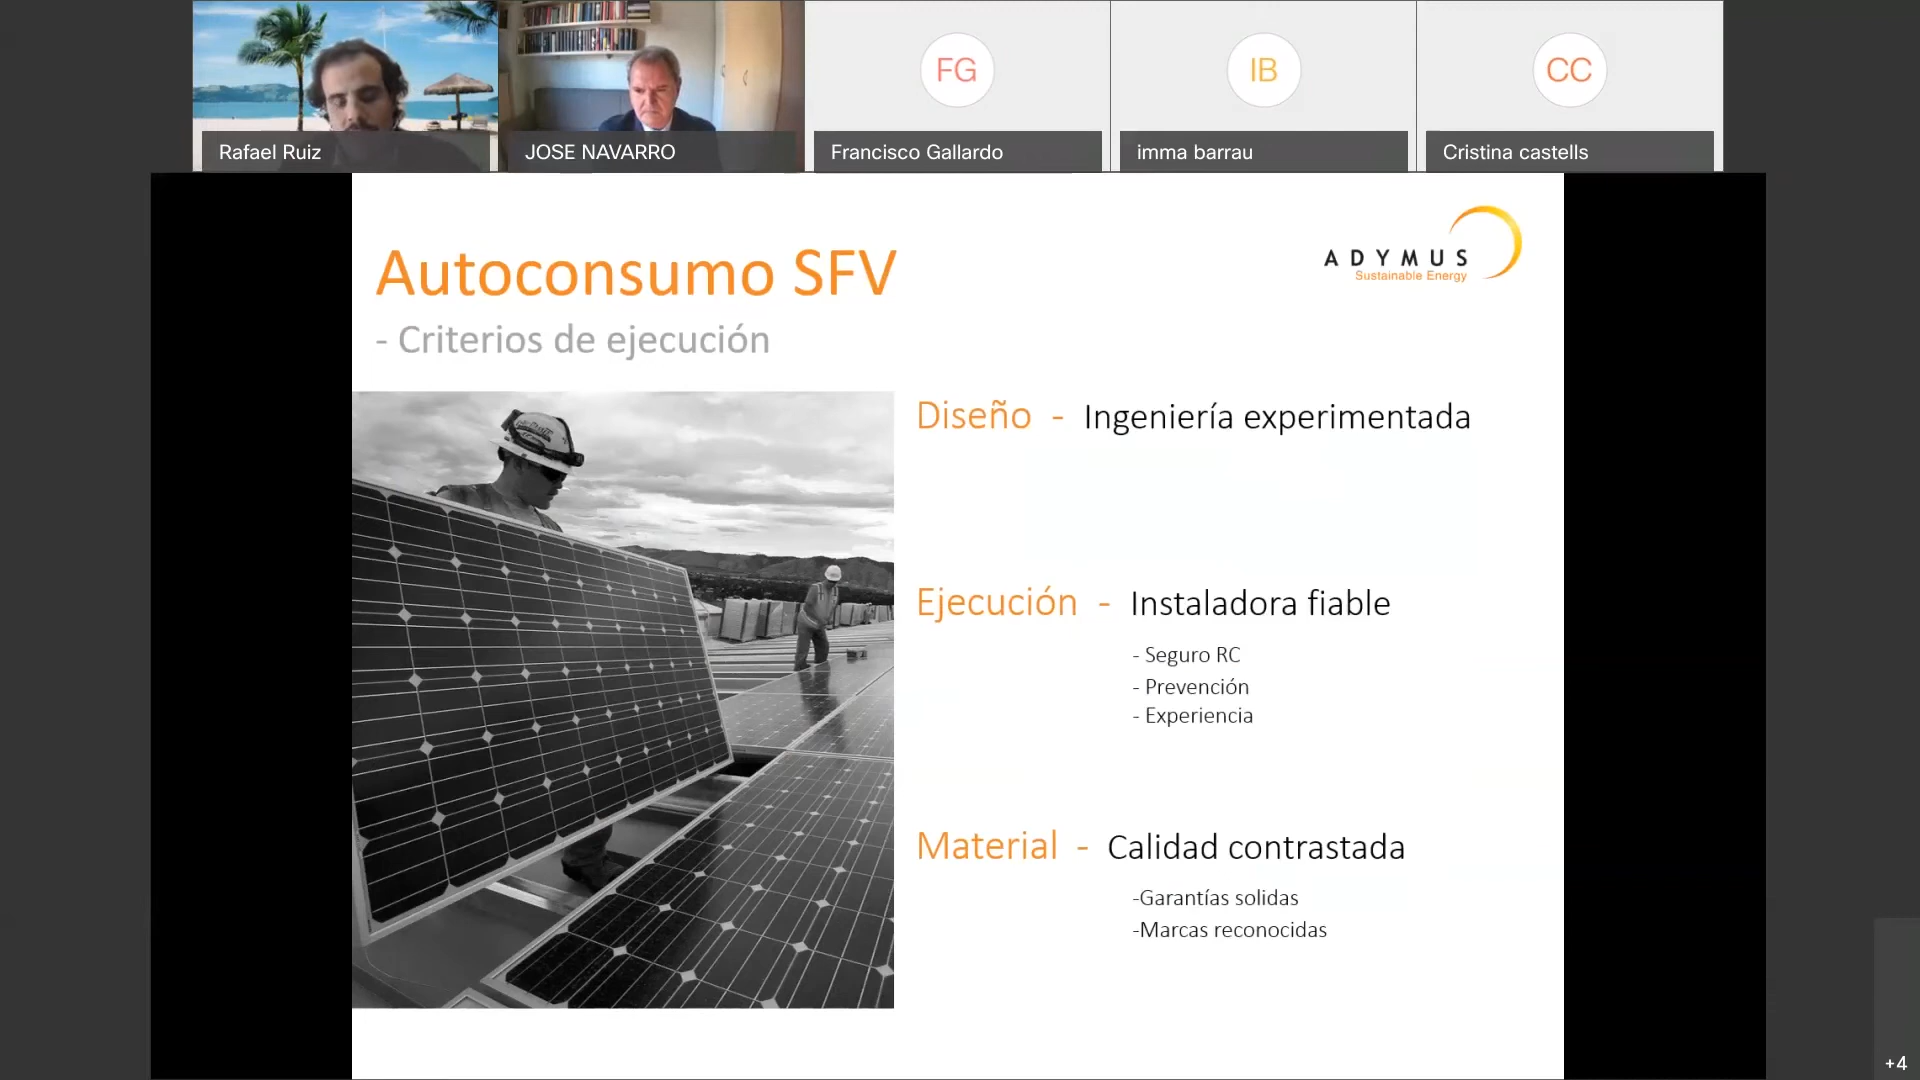 Rafael Ruiz
JOSE NAVARRO
FG
Francisco Gallardo
IB
imma barrau
CC
Cristina castells
ADYMUS
Sustainable Energy
Autoconsumo SFV
- Criterios de ejecución
Diseño - Ingeniería experimentada
Ejecución - Instaladora fiable
- Seguro RC
- Prevención
- Experiencia
Material - Calidad contrastada
-Garantías solidas
-Marcas reconocidas
+4